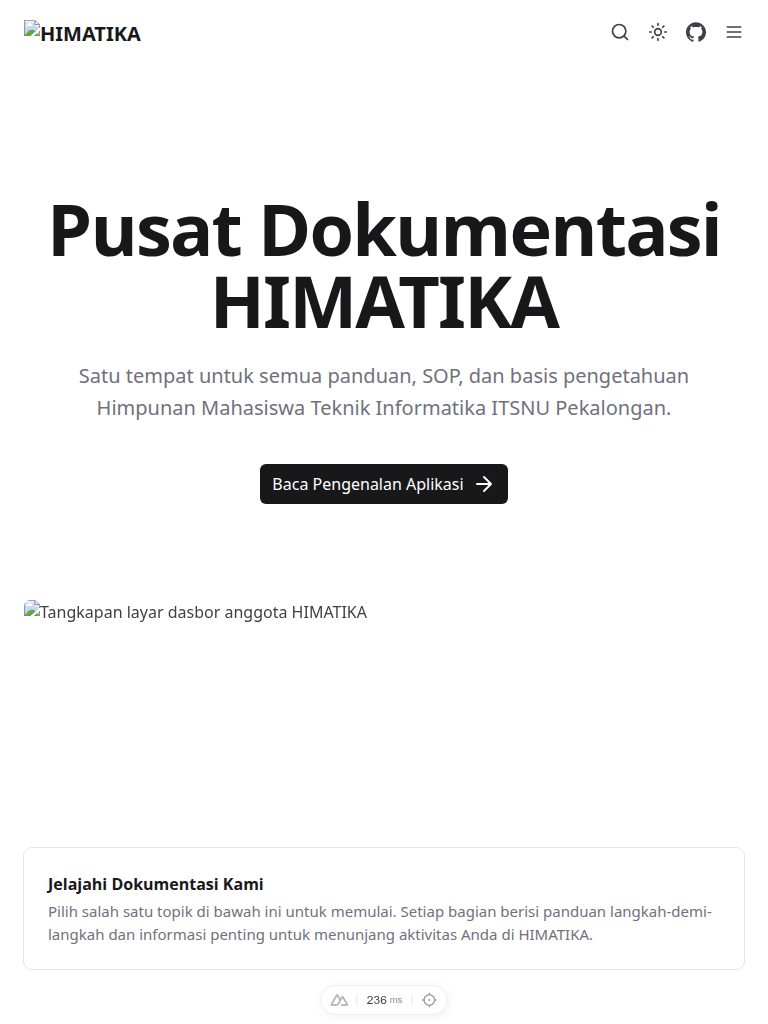 HIMATIKA
Pusat Dokumentasi
HIMATIKA
Satu tempat untuk semua panduan, SOP, dan basis pengetahuan
Himpunan Mahasiswa Teknik Informatika ITSNU Pekalongan.
Baca Pengenalan Aplikasi
Tangkapan layar dasbor anggota HIMATIKA
Jelajahi Dokumentasi Kami
Pilih salah satu topik di bawah ini untuk memulai. Setiap bagian berisi panduan langkah-demi-
langkah dan informasi penting untuk menunjang aktivitas Anda di HIMATIKA.
236 ms